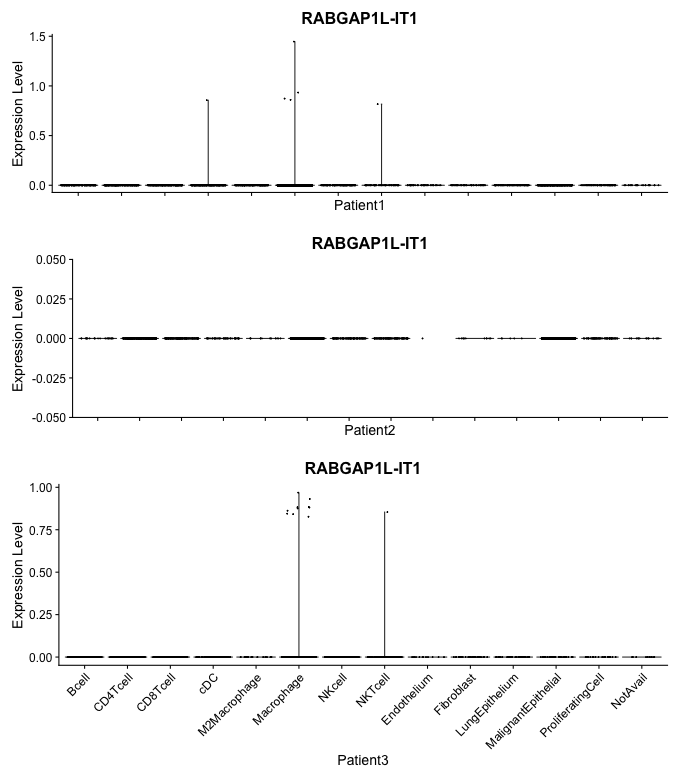 RABGAP1L-IT1
Expression Level
1.5
1.0
0.5
0.0
Patient1
RABGAP1L-IT1
Expression Level
0.050
0.025
0.000
-0.025
-0.050
Patient2
RABGAP1L-IT1
Expression Level
1.00
0.75
0.50
0.25
0.00
Bcell
CD4Tcell
CD8Tcell
cDC
M2Macrophage
Macrophage
NKcell
NKTcell
Endothelium
Fibroblast
LungEpithelium
MalignantEpithelial
ProliferatingCell
NotAvail
Patient3